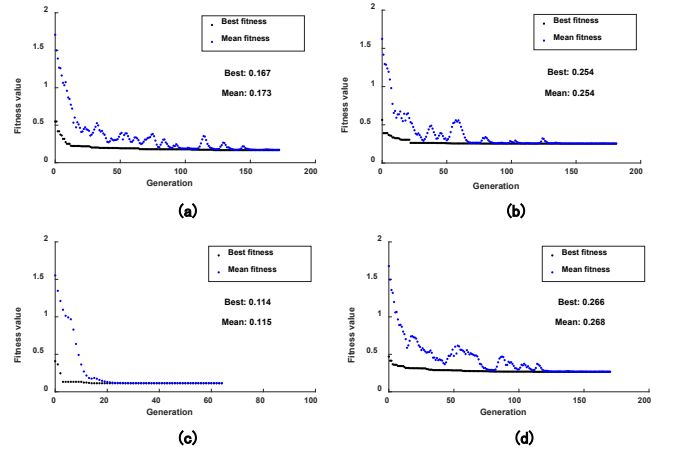 2
1.5
1
0.5
0
0
50
100
150
200
Fitness value
Generation
Best fitness
Mean fitness
Best: 0.167
Mean: 0.173
(a)
2
1.5
1
0.5
0
0
50
100
150
200
Fitness value
Generation
Best fitness
Mean fitness
Best: 0.254
Mean: 0.254
(b)
2
1.5
1
0.5
0
0
20
40
60
80
100
Fitness value
Generation
Best fitness
Mean fitness
Best: 0.114
Mean: 0.115
(c)
2
1.5
1
0.5
0
0
50
100
150
200
Fitness value
Generation
Best fitness
Mean fitness
Best: 0.266
Mean: 0.268
(d)